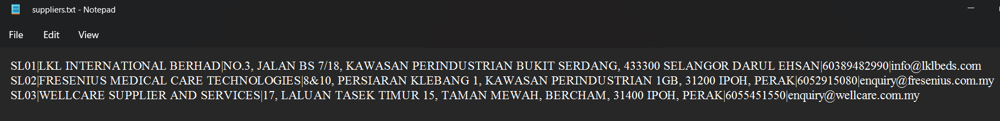 suppliers.txt - Notepad
File Edit View
SL01|LKL INTERNATIONAL BERHAD|NO.3, JALAN BS 7/18, KAWASAN PERINDUSTRIAN BUKIT SERDANG, 433300 SELANGOR DARUL EHSAN|60389482990|info@lklbeds.com
SL02|FRESENIUS MEDICAL CARE TECHNOLOGIES|8&10, PERSIARAN KLEBANG 1, KAWASAN PERINDUSTRIAN 1GB, 31200 IPOH, PERAK|6052915080|enquiry@fresenius.com.my
SL03|WELLCARE SUPPLIER AND SERVICES|17, LALUAN TASEK TIMUR 15, TAMAN MEWAH, BERCHAM, 31400 IPOH, PERAK|6055451550|enquiry@wellcare.com.my